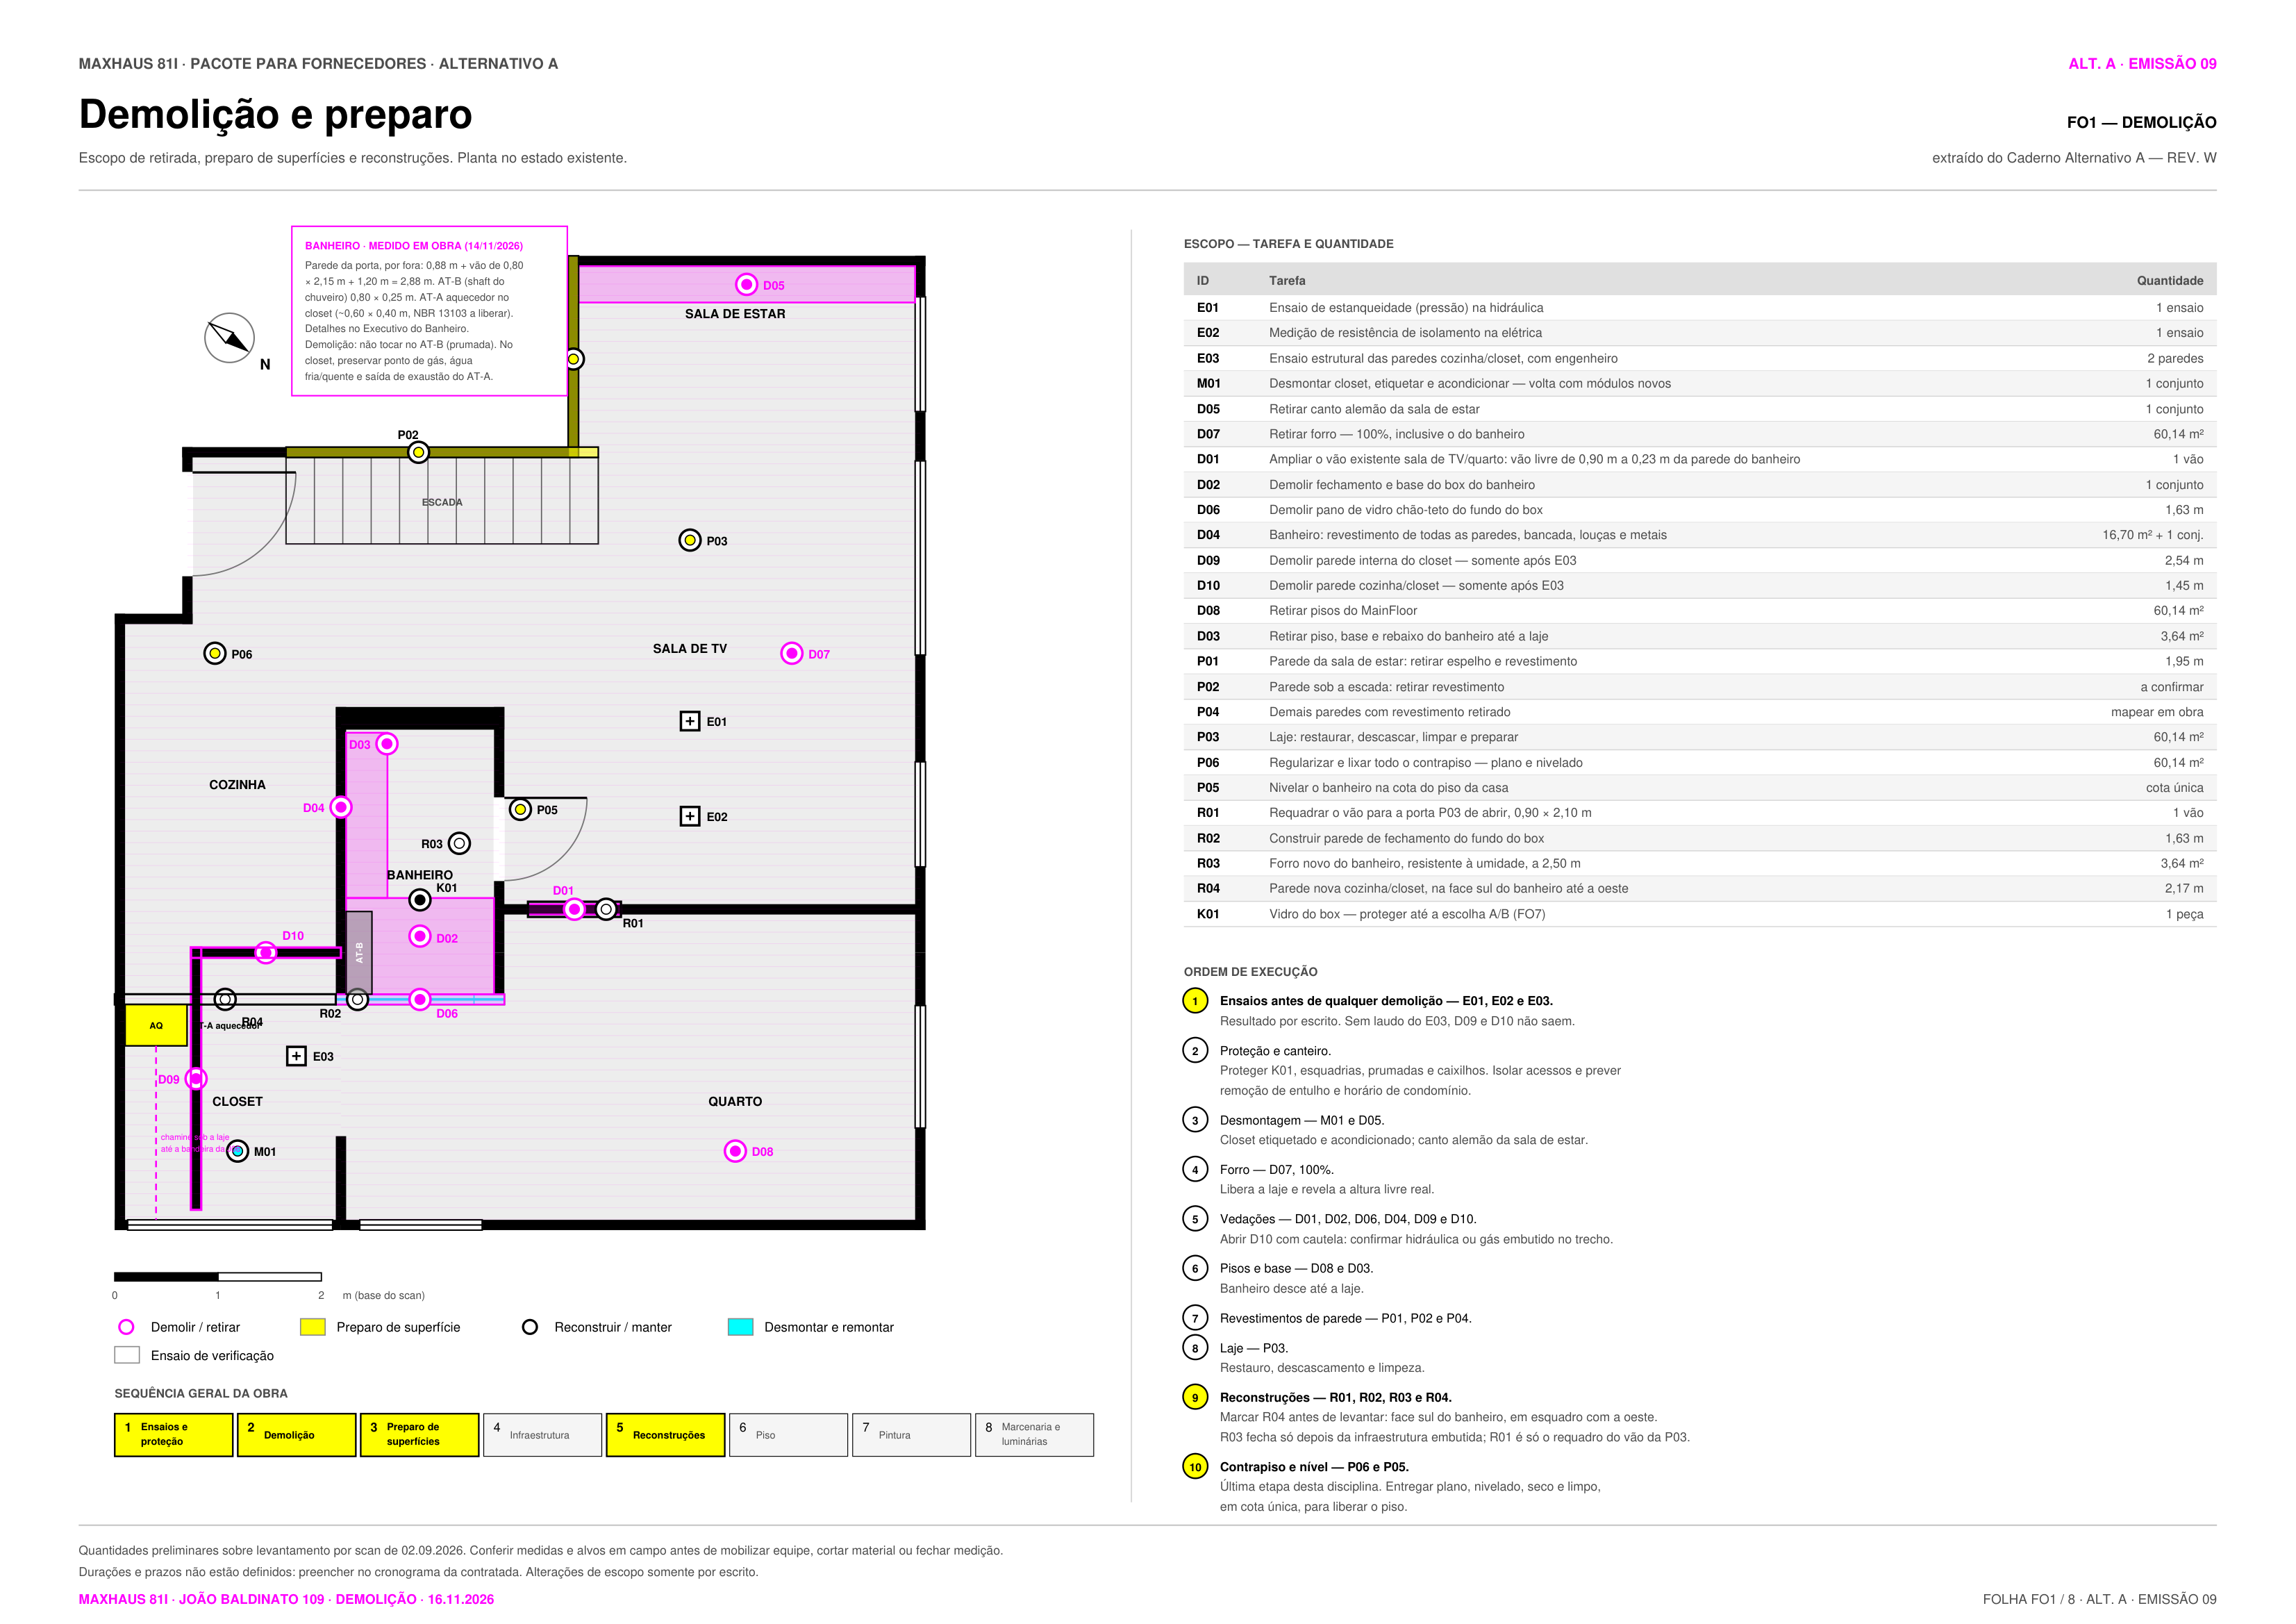 MAXHAUS 81I · PACOTE PARA FORNECEDORES · ALTERNATIVO A
ALT. A · EMISSÃO 09
Demolição e preparo
FO1 — DEMOLIÇÃO
Escopo de retirada, preparo de superfícies e reconstruções. Planta no estado existente.
extraído do Caderno Alternativo A — REV. W
BANHEIRO · MEDIDO EM OBRA (14/11/2026)
Parede da porta, por fora: 0,88 m + vão de 0,80
× 2,15 m + 1,20 m = 2,88 m. AT-B (shaft do
chuveiro) 0,80 × 0,25 m. AT-A aquecedor no
closet (~0,60 × 0,40 m, NBR 13103 a liberar).
Detalhes no Executivo do Banheiro.
Demolição: não tocar no AT-B (prumada). No
closet, preservar ponto de gás, água
fria/quente e saída de exaustão do AT-A.
N
D05
SALA DE ESTAR
P02
ESCADA
P03
P06
SALA DE TV
D07
E01
D03
COZINHA
D04
P05
E02
R03
BANHEIRO
K01
D01
R01
D10
D02
AT-B
R04
R02
D06
AQ
T-A aquecedor
E03
D09
CLOSET
QUARTO
chaminé sob a laje
até a bandeira da
M01
D08
0
1
2
m (base do scan)
Demolir / retirar
Preparo de superfície
Reconstruir / manter
Desmontar e remontar
Ensaio de verificação
SEQUÊNCIA GERAL DA OBRA
1 Ensaios e proteção
2 Demolição
3 Preparo de superfícies
4 Infraestrutura
5 Reconstruções
6 Piso
7 Pintura
8 Marcenaria e luminárias
ESCOPO — TAREFA E QUANTIDADE
ID Tarefa Quantidade
E01 Ensaio de estanqueidade (pressão) na hidráulica 1 ensaio
E02 Medição de resistência de isolamento na elétrica 1 ensaio
E03 Ensaio estrutural das paredes cozinha/closet, com engenheiro 2 paredes
M01 Desmontar closet, etiquetar e acondicionar — volta com módulos novos 1 conjunto
D05 Retirar canto alemão da sala de estar 1 conjunto
D07 Retirar forro — 100%, inclusive o do banheiro 60,14 m²
D01 Ampliar o vão existente sala de TV/quarto: vão livre de 0,90 m a 0,23 m da parede do banheiro 1 vão
D02 Demolir fechamento e base do box do banheiro 1 conjunto
D06 Demolir pano de vidro chão-teto do fundo do box 1,63 m
D04 Banheiro: revestimento de todas as paredes, bancada, louças e metais 16,70 m² + 1 conj.
D09 Demolir parede interna do closet — somente após E03 2,54 m
D10 Demolir parede cozinha/closet — somente após E03 1,45 m
D08 Retirar pisos do MainFloor 60,14 m²
D03 Retirar piso, base e rebaixo do banheiro até a laje 3,64 m²
P01 Parede da sala de estar: retirar espelho e revestimento 1,95 m
P02 Parede sob a escada: retirar revestimento a confirmar
P04 Demais paredes com revestimento retirado mapear em obra
P03 Laje: restaurar, descascar, limpar e preparar 60,14 m²
P06 Regularizar e lixar todo o contrapiso — plano e nivelado 60,14 m²
P05 Nivelar o banheiro na cota do piso da casa cota única
R01 Requadrar o vão para a porta P03 de abrir, 0,90 × 2,10 m 1 vão
R02 Construir parede de fechamento do fundo do box 1,63 m
R03 Forro novo do banheiro, resistente à umidade, a 2,50 m 3,64 m²
R04 Parede nova cozinha/closet, na face sul do banheiro até a oeste 2,17 m
K01 Vidro do box — proteger até a escolha A/B (FO7) 1 peça
ORDEM DE EXECUÇÃO
1 Ensaios antes de qualquer demolição — E01, E02 e E03.
Resultado por escrito. Sem laudo do E03, D09 e D10 não saem.
2 Proteção e canteiro.
Proteger K01, esquadrias, prumadas e caixilhos. Isolar acessos e prever
remoção de entulho e horário de condomínio.
3 Desmontagem — M01 e D05.
Closet etiquetado e acondicionado; canto alemão da sala de estar.
4 Forro — D07, 100%.
Libera a laje e revela a altura livre real.
5 Vedações — D01, D02, D06, D04, D09 e D10.
Abrir D10 com cautela: confirmar hidráulica ou gás embutido no trecho.
6 Pisos e base — D08 e D03.
Banheiro desce até a laje.
7 Revestimentos de parede — P01, P02 e P04.
8 Laje — P03.
Restauro, descascamento e limpeza.
9 Reconstruções — R01, R02, R03 e R04.
Marcar R04 antes de levantar: face sul do banheiro, em esquadro com a oeste.
R03 fecha só depois da infraestrutura embutida; R01 é só o requadro do vão da P03.
10 Contrapiso e nível — P06 e P05.
Última etapa desta disciplina. Entregar plano, nivelado, seco e limpo,
em cota única, para liberar o piso.
Quantidades preliminares sobre levantamento por scan de 02.09.2026. Conferir medidas e alvos em campo antes de mobilizar equipe, cortar material ou fechar medição.
Durações e prazos não estão definidos: preencher no cronograma da contratada. Alterações de escopo somente por escrito.
MAXHAUS 81I · JOÃO BALDINATO 109 · DEMOLIÇÃO · 16.11.2026
FOLHA FO1 / 8 · ALT. A · EMISSÃO 09